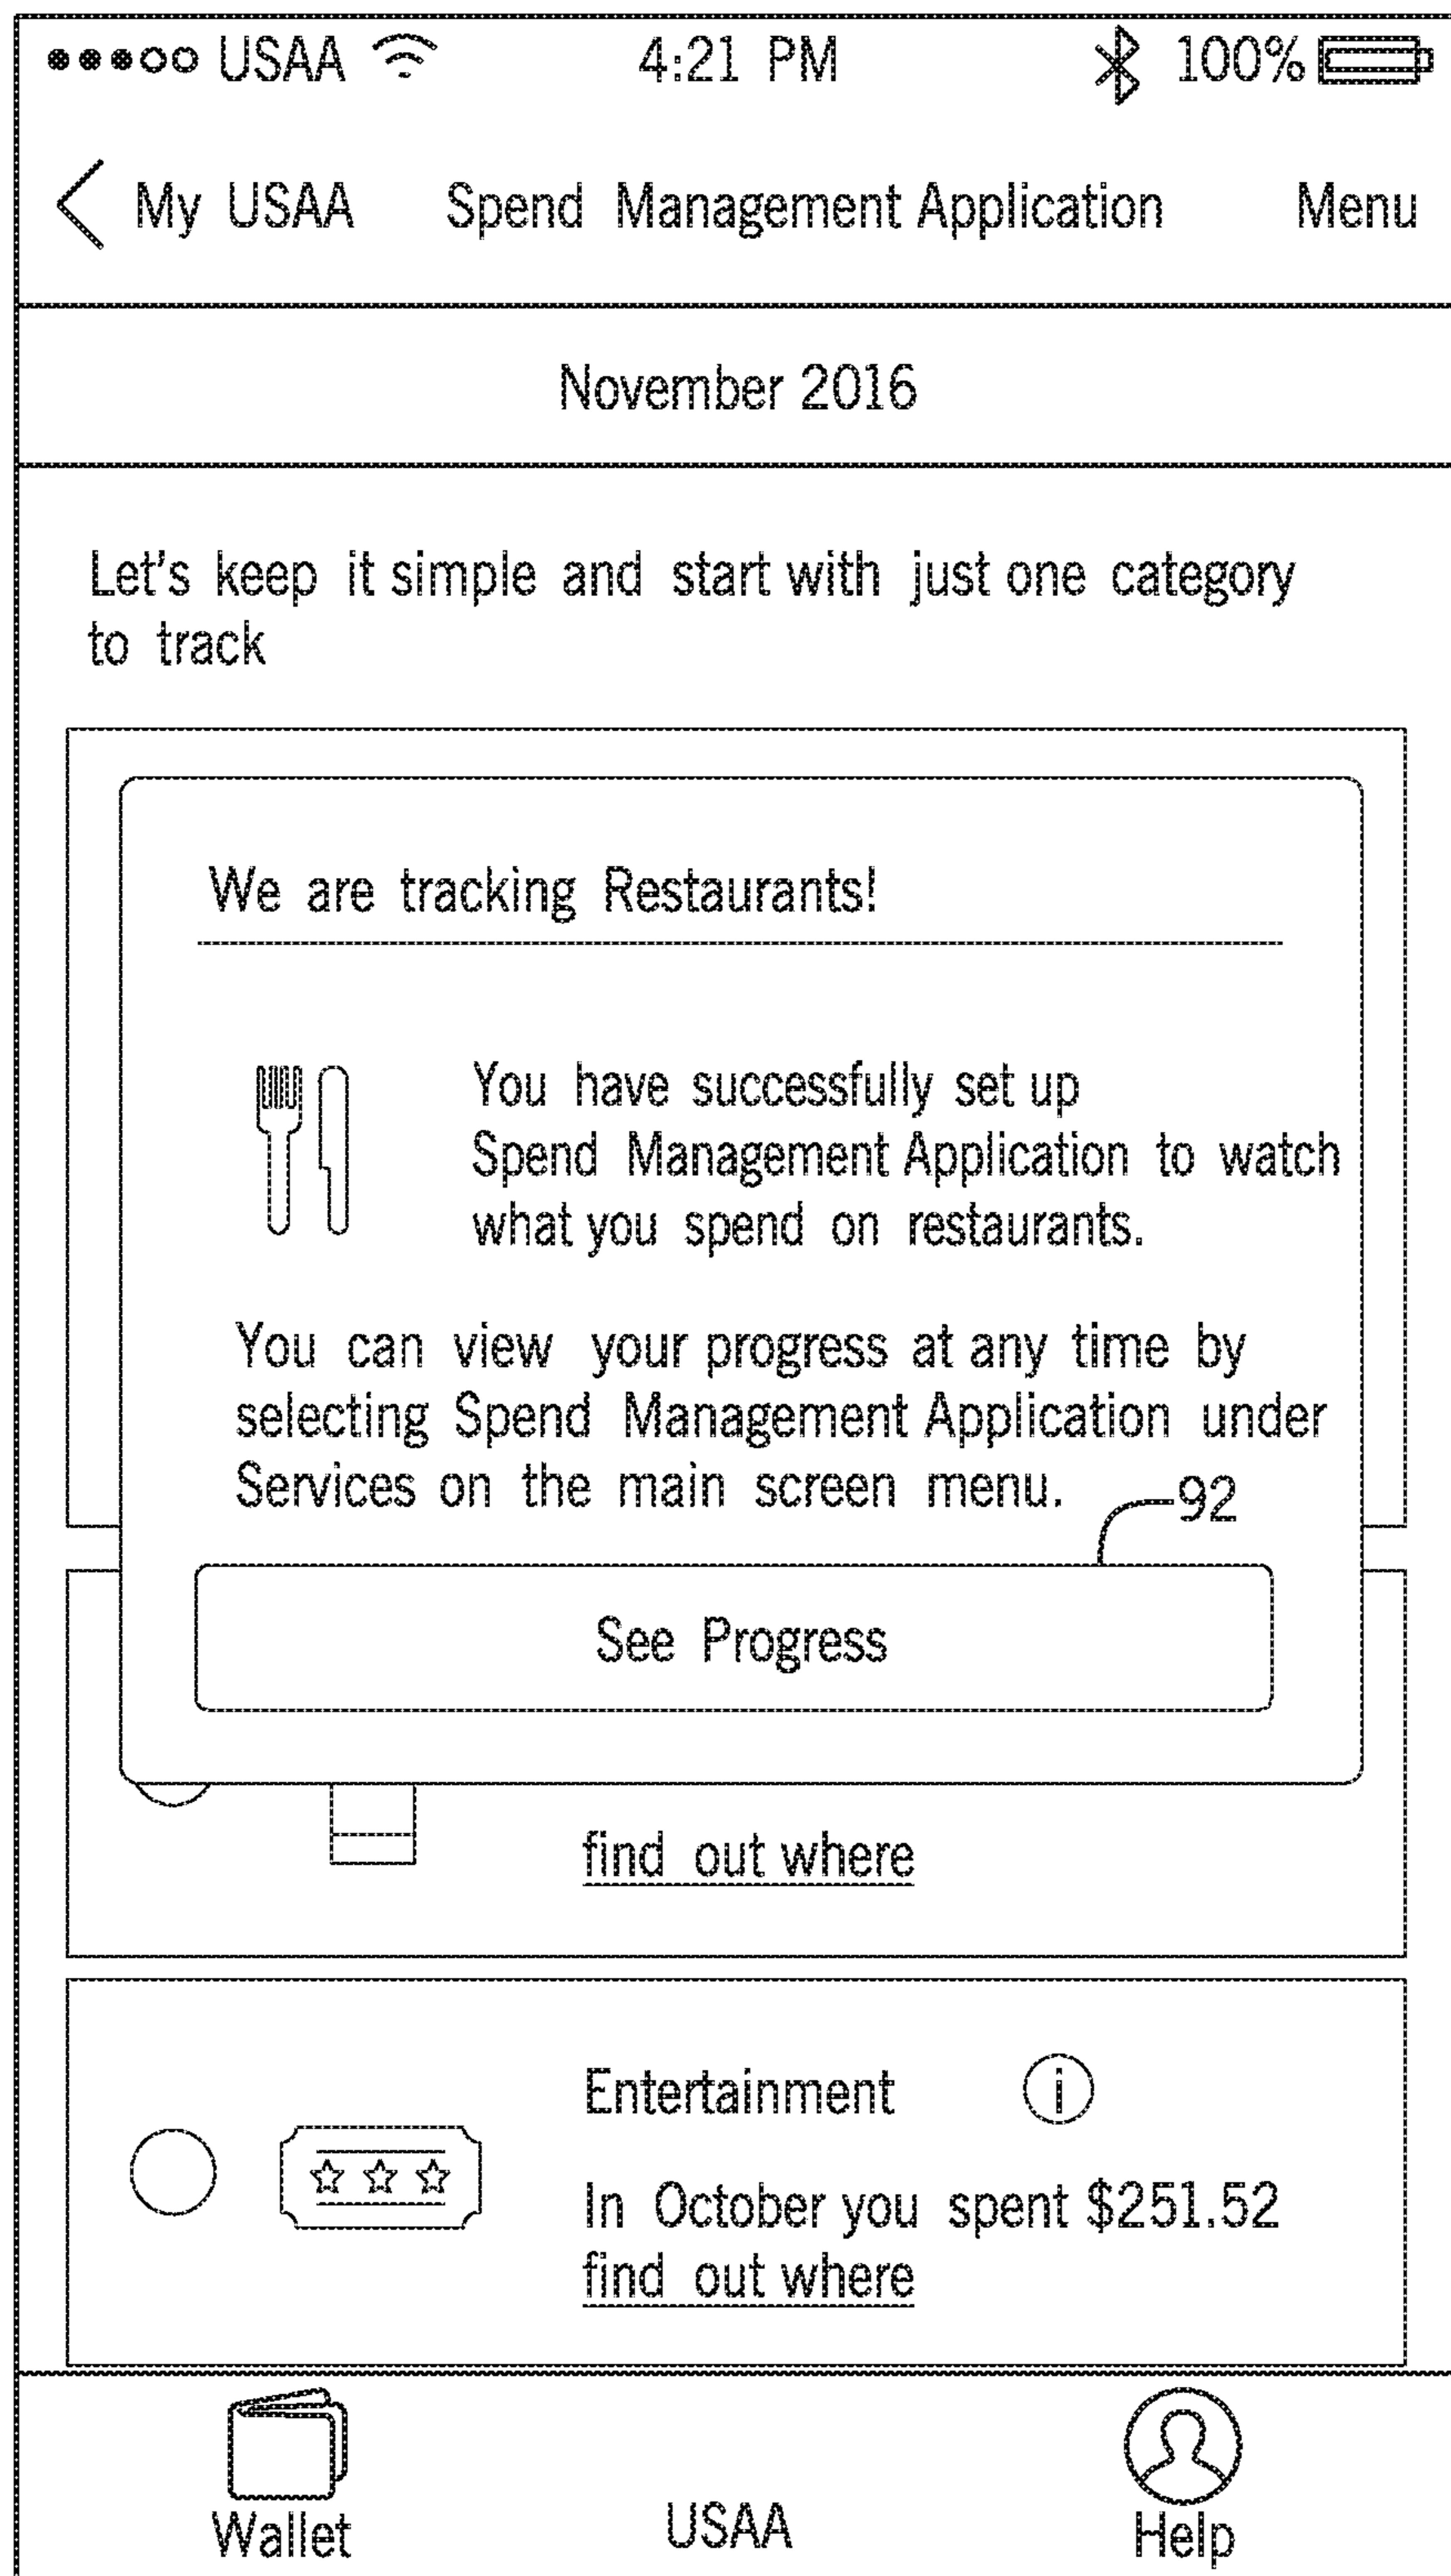 USAA 4:21 PM 100%
My USAA Spend Management Application Menu
November 2016
Let's keep it simple and start with just one category
to track
We are tracking Restaurants!
You have successfully set up
Spend Management Application to watch
what you spend on restaurants.
You can view your progress at any time by
selecting Spend Management Application under
Services on the main screen menu.
92
See Progress
find out where
Entertainment i
In October you spent $251.52
find out where
Wallet USAA Help